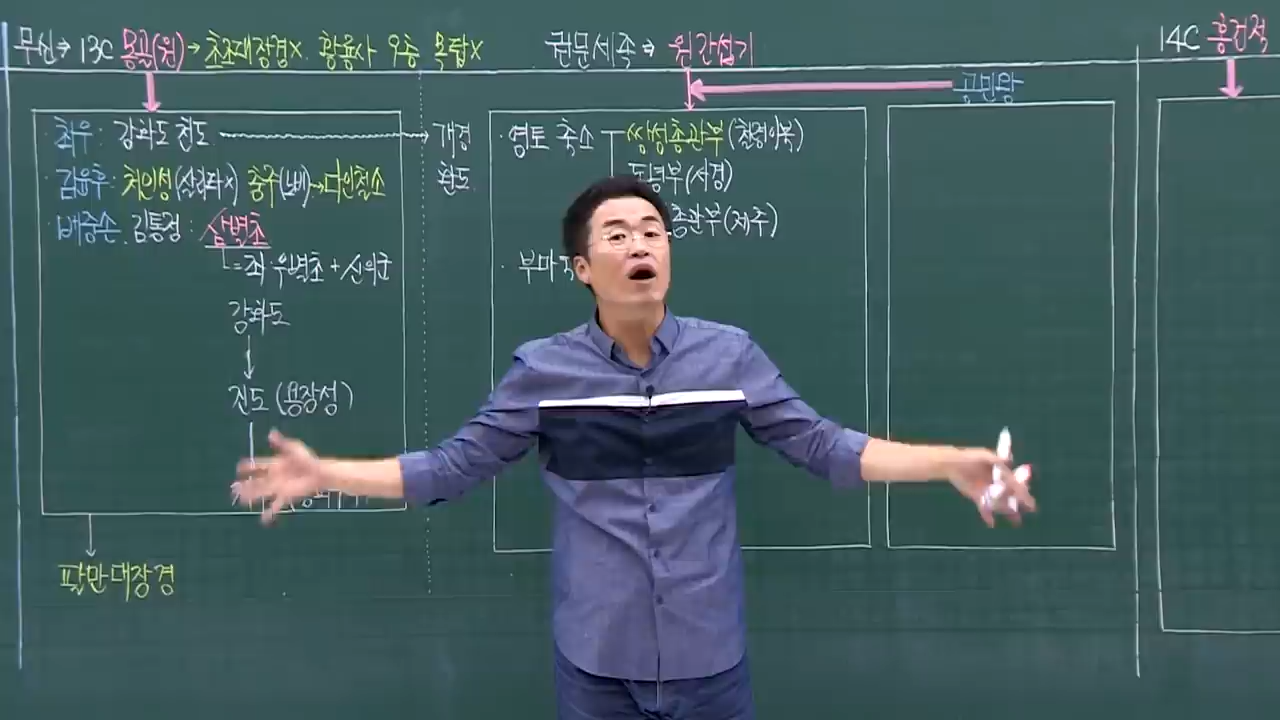 무신→ 13C 몽골(원)→ 초조대장경× 황룡사 9층 목탑×
권문세족→ 원간섭기
14C 홍건적
공민왕
최우: 강화도 천도
개경
환도
김윤후: 처인성(살리타×) 충주(노비)→다인철소
배중손, 김통정: 삼별초
=좌·우별초+신의군
강화도
진도(용장성)
팔만대장경
· 영토 축소
쌍성총관부(철령이북)
동녕부(서경)
총관부(제주)
· 부마국